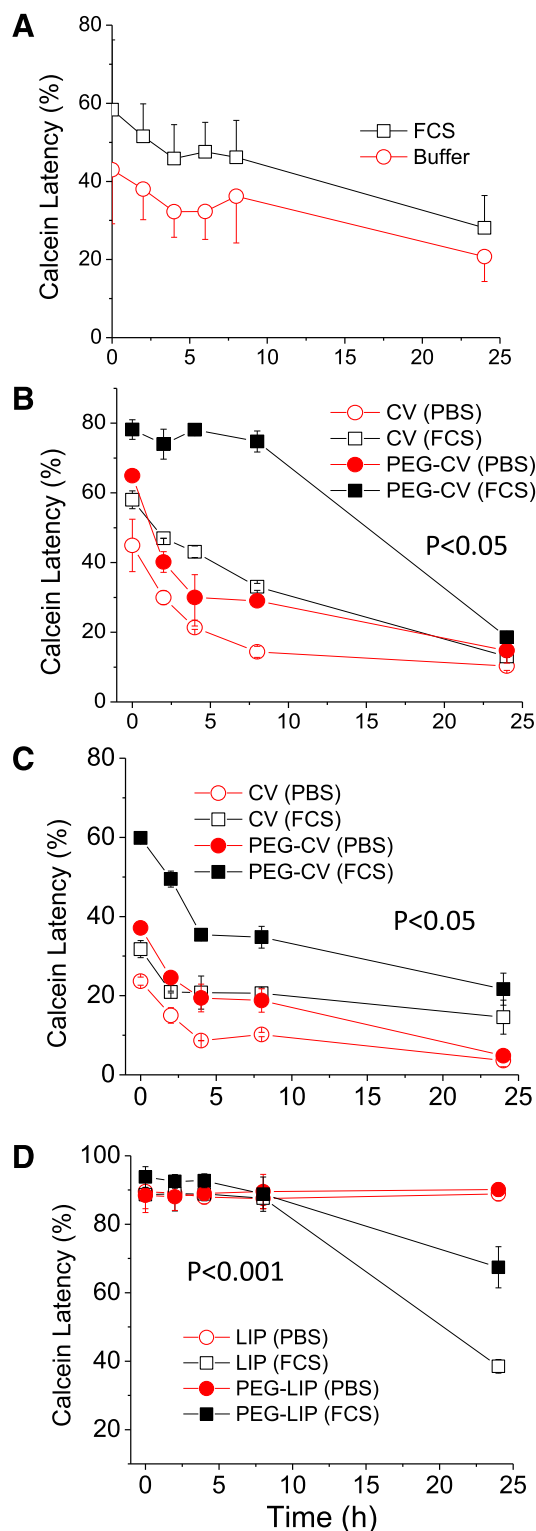 A
Calcein Latency (%)
80
60
40
20
0
FCS
Buffer
0 5 10 15 20 25
B
Calcein Latency (%)
80
60
40
20
0
CV (PBS)
CV (FCS)
PEG-CV (PBS)
PEG-CV (FCS)
P<0.05
0 5 10 15 20 25
C
Calcein Latency (%)
80
60
40
20
0
CV (PBS)
CV (FCS)
PEG-CV (PBS)
PEG-CV (FCS)
P<0.05
0 5 10 15 20 25
D
Calcein Latency (%)
100
80
60
40
20
P<0.001
LIP (PBS)
LIP (FCS)
PEG-LIP (PBS)
PEG-LIP (FCS)
0 5 10 15 20 25
Time (h)